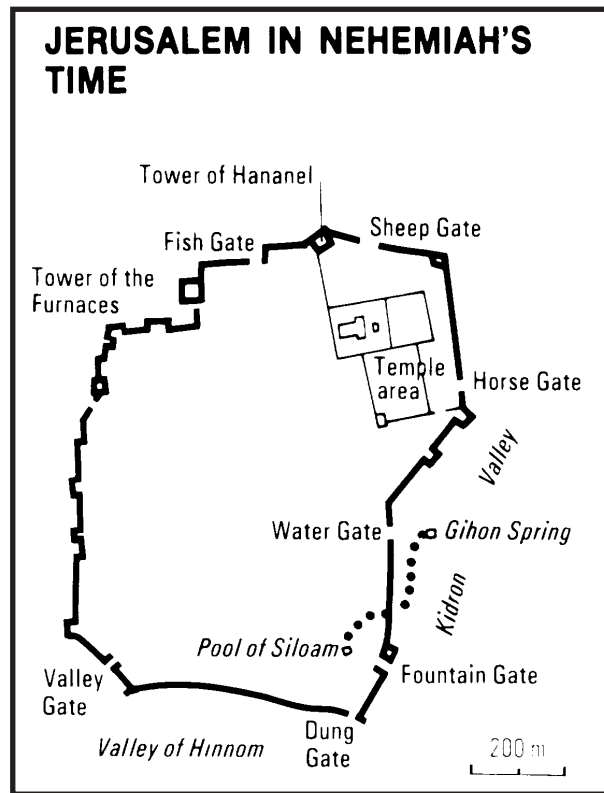 JERUSALEM IN NEHEMIAH'S
TIME
Tower of Hananel
Sheep Gate
Fish Gate
Tower of the
Furnaces
Temple
area
Horse Gate
Valley
Water Gate
Gihon Spring
Kidron
Pool of Siloam
Fountain Gate
Valley
Gate
Dung
Gate
Valley of Hinnom
200 m